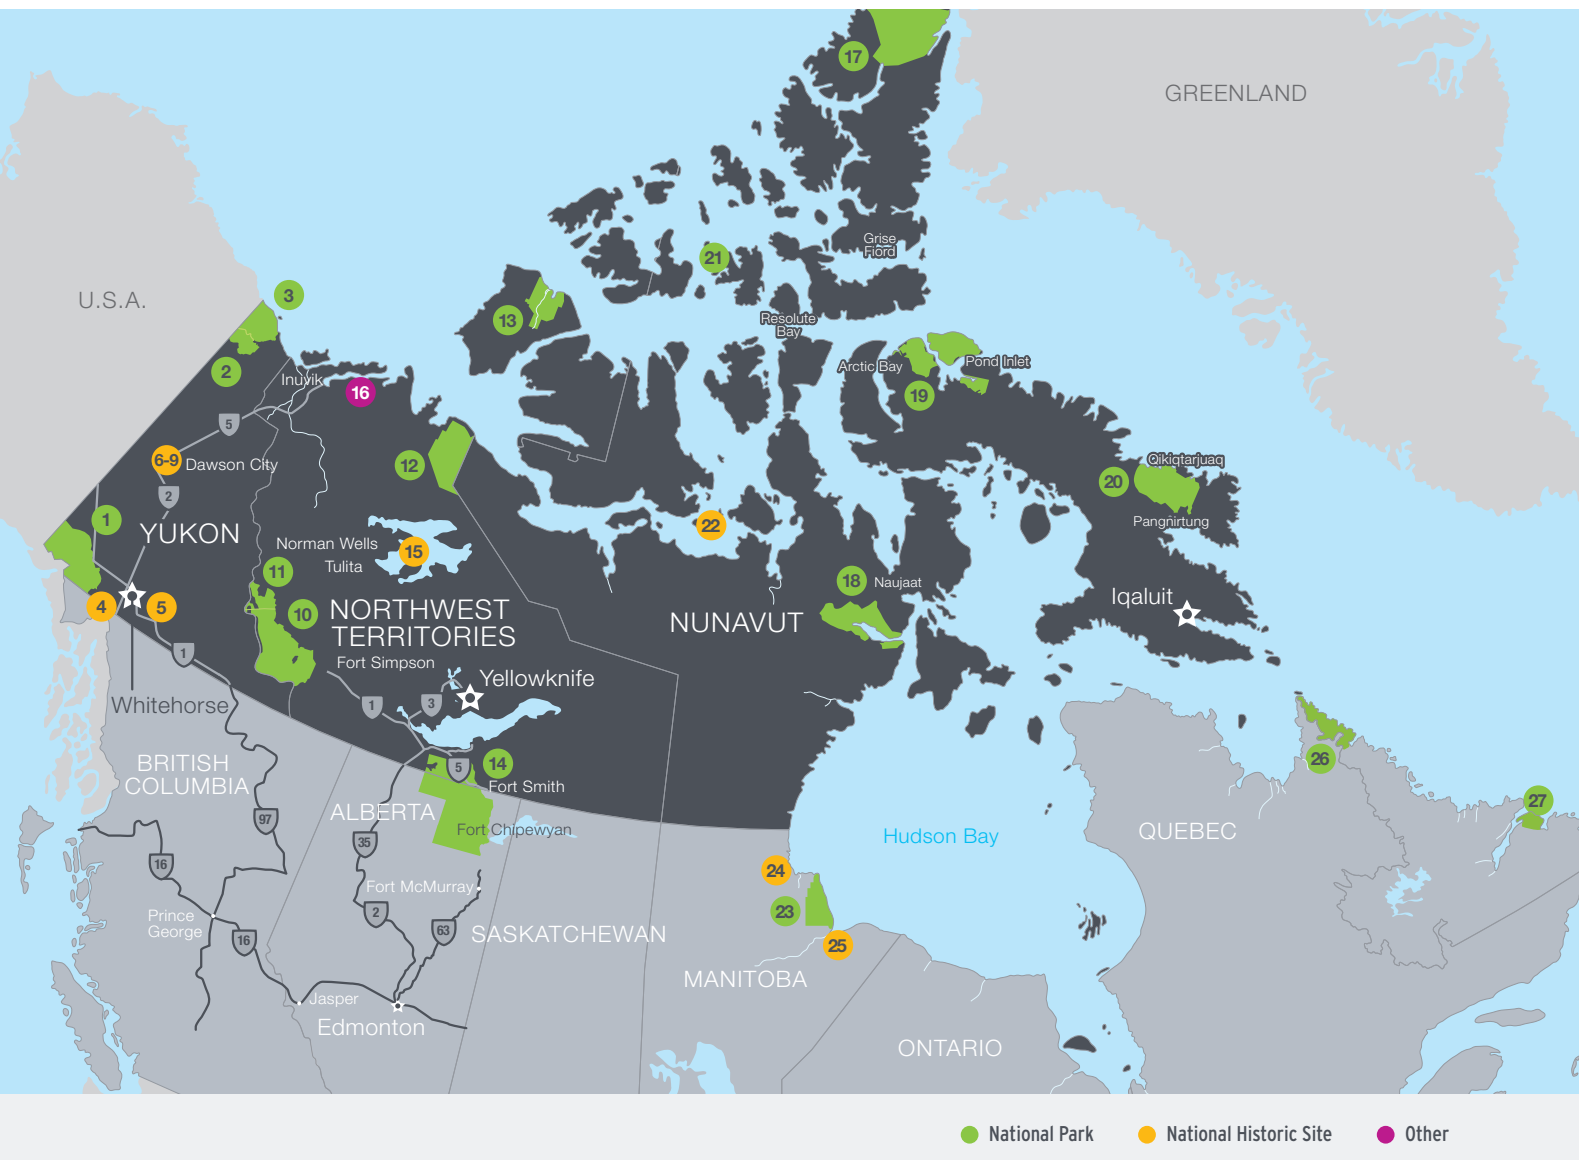 17
GREENLAND
Grise
Fiord
21
U.S.A.
3
13
Resolute
Bay
2
Inuvik
16
Arctic Bay
Pond Inlet
19
5
6-9
Dawson City
12
Qikiqtarjuaq
20
2
1
YUKON
Norman Wells
Tulita
15
22
Pangnirtung
11
18
Naujaat
4
5
10
NORTHWEST
TERRITORIES
NUNAVUT
Iqaluit
1
Fort Simpson
Yellowknife
Whitehorse
1
3
BRITISH
COLUMBIA
5
14
Fort Smith
26
27
97
ALBERTA
Fort Chipewyan
35
Hudson Bay
QUEBEC
16
24
Fort McMurray
23
Prince
George
2
63
16
SASKATCHEWAN
25
MANITOBA
Jasper
Edmonton
ONTARIO
National Park
National Historic Site
Other